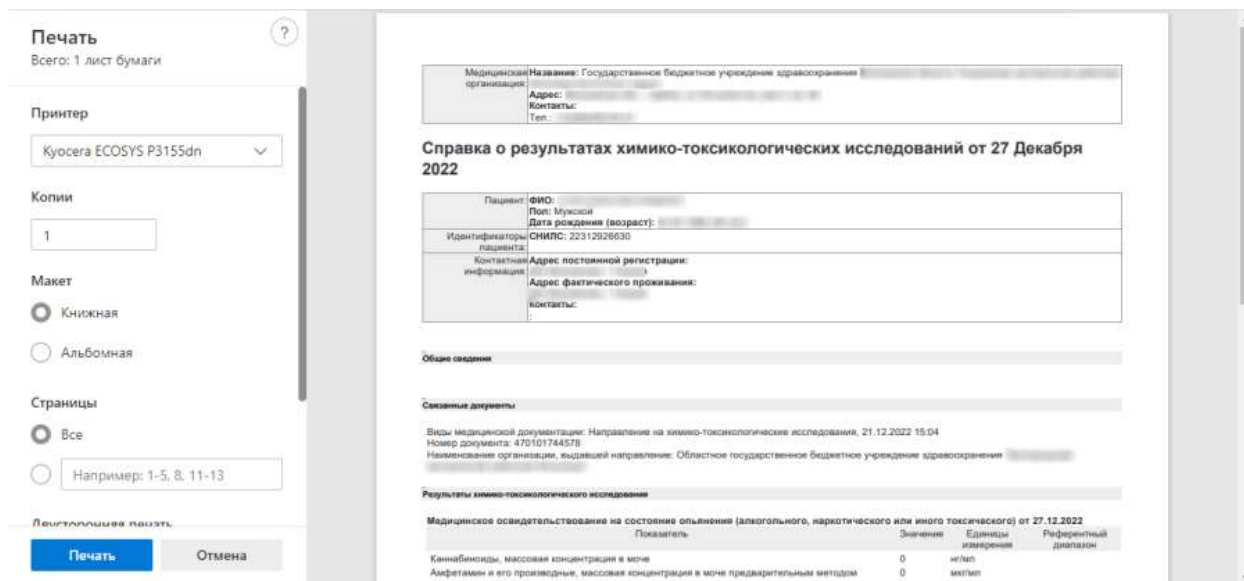 Печать
?
Всего: 1 лист бумаги
Принтер
Kyocera ECOSYS P3155dn
Копии
1
Макет
Книжная
Альбомная
Страницы
Все
Например: 1-5, 8, 11-13
Двусторонняя печать
Печать
Отмена
Медицинская организация:
Название: Государственное бюджетное учреждение здравоохранения
Адрес:
Контакты:
Тел.:
Справка о результатах химико-токсикологических исследований от 27 Декабря
2022
Пациент:
ФИО:
Пол: Мужской
Дата рождения (возраст):
Идентификаторы пациента:
СНИЛС: 22312926630
Контактная информация:
Адрес постоянной регистрации:
Адрес фактического проживания:
Контакты:
:
Общие сведения
Связанные документы
Виды медицинской документации: Направление на химико-токсикологические исследования, 21.12.2022 15:04
Номер документа: 470101744578
Наименование организации, выдавшей направление: Областное государственное бюджетное учреждение здравоохранения
Результаты химико-токсикологического исследования
Медицинское освидетельствование на состояние опьянения (алкогольного, наркотического или иного токсического) от 27.12.2022
Показатель Значение Единицы измерения Референтный диапазон
Каннабиноиды, массовая концентрация в моче 0 нг/мл
Амфетамин и его производные, массовая концентрация в моче предварительным методом 0 мкг/мл